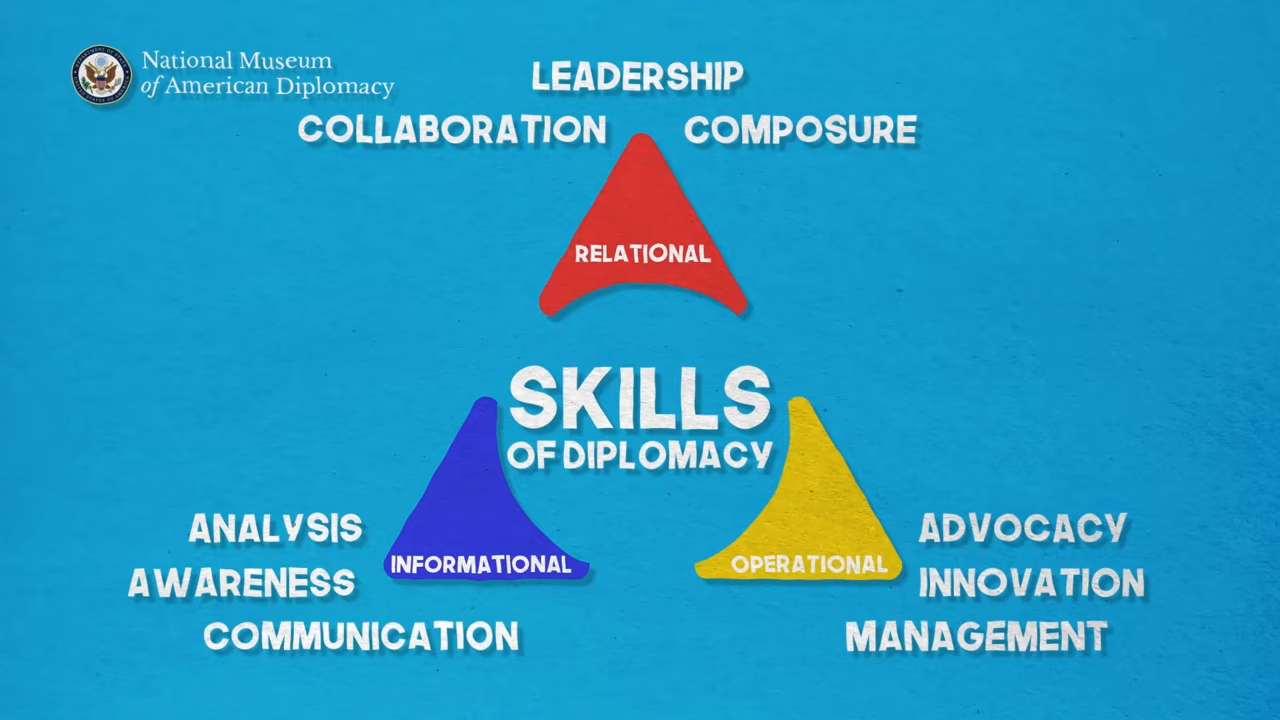 National Museum
of American Diplomacy
LEADERSHIP
COLLABORATION
COMPOSURE
RELATIONAL
SKILLS
OF DIPLOMACY
ANALYSIS
AWARENESS
COMMUNICATION
INFORMATIONAL
OPERATIONAL
ADVOCACY
INNOVATION
MANAGEMENT